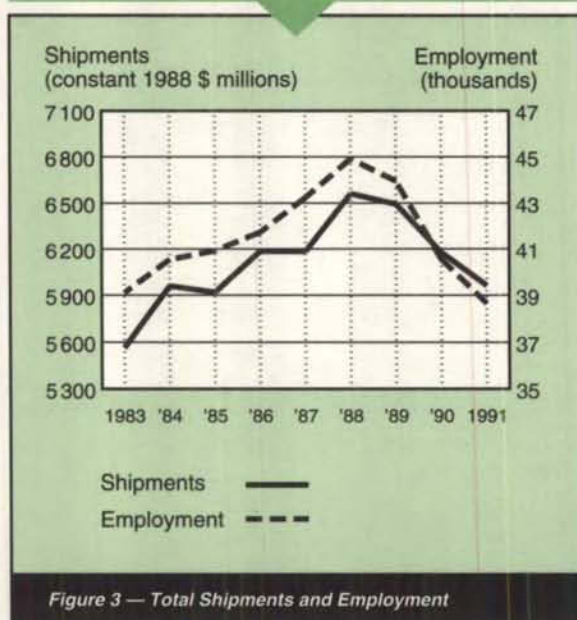 Shipments
(constant 1988 $ millions)
Employment
(thousands)
7100
6800
6500
6200
5900
5600
5300
47
45
43
41
39
37
35
1983 '84 '85 '86 '87 '88 '89 '90 1991
Shipments
Employment
Figure 3 — Total Shipments and Employment